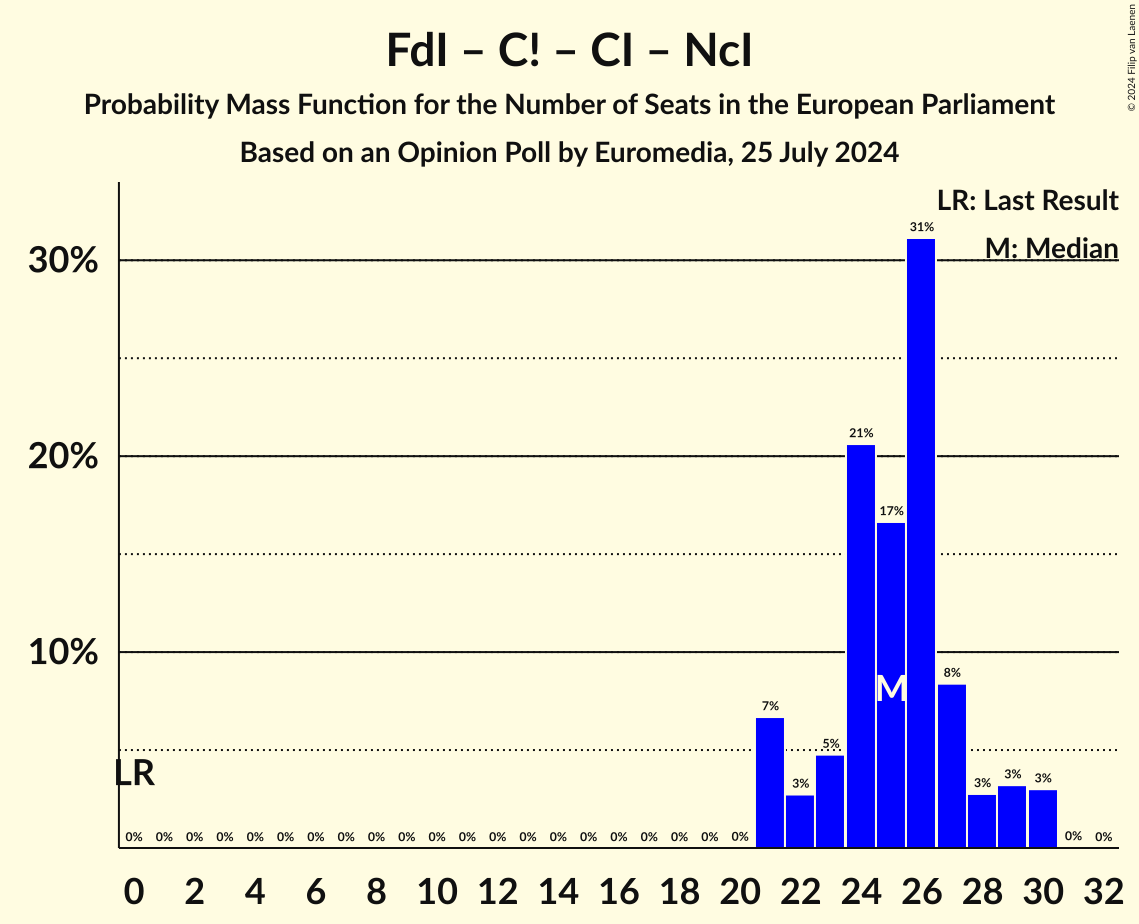 FdI – C! – CI – NcI
Probability Mass Function for the Number of Seats in the European Parliament
Based on an Opinion Poll by Euromedia, 25 July 2024
© 2024 Filip van Laenen
LR: Last Result
M: Median
30%
20%
10%
31%
21%
17%
M
8%
7%
5%
3%
3%
3%
3%
LR
0% 0% 0% 0% 0% 0% 0% 0% 0% 0% 0% 0% 0% 0% 0% 0% 0% 0% 0% 0% 0% 0% 0%
0 2 4 6 8 10 12 14 16 18 20 22 24 26 28 30 32